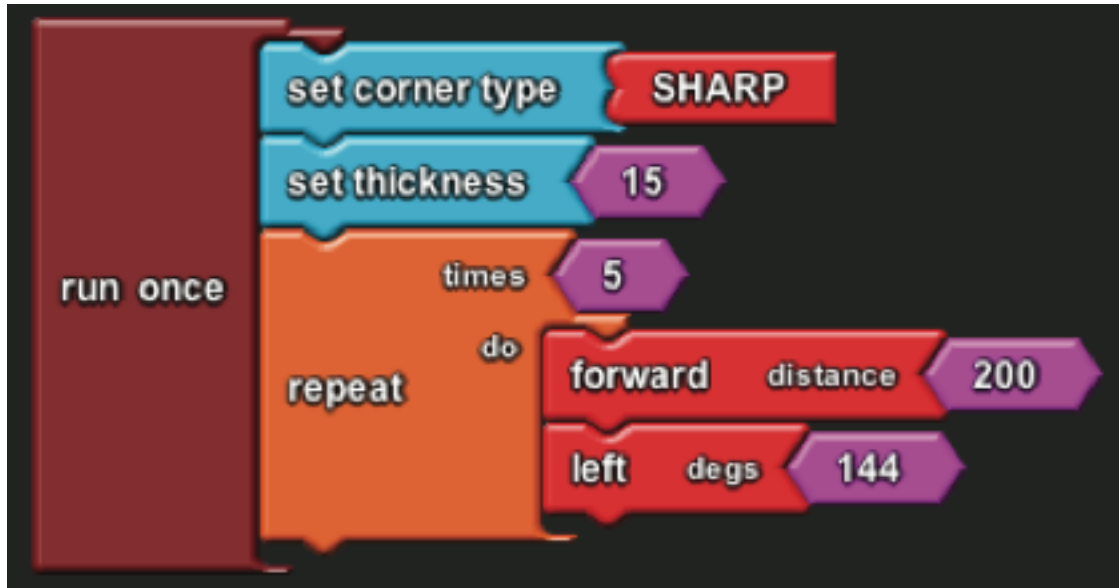 set corner type SHARP
set thickness 15
run once
times 5
do
repeat
forward distance 200
left degs 144